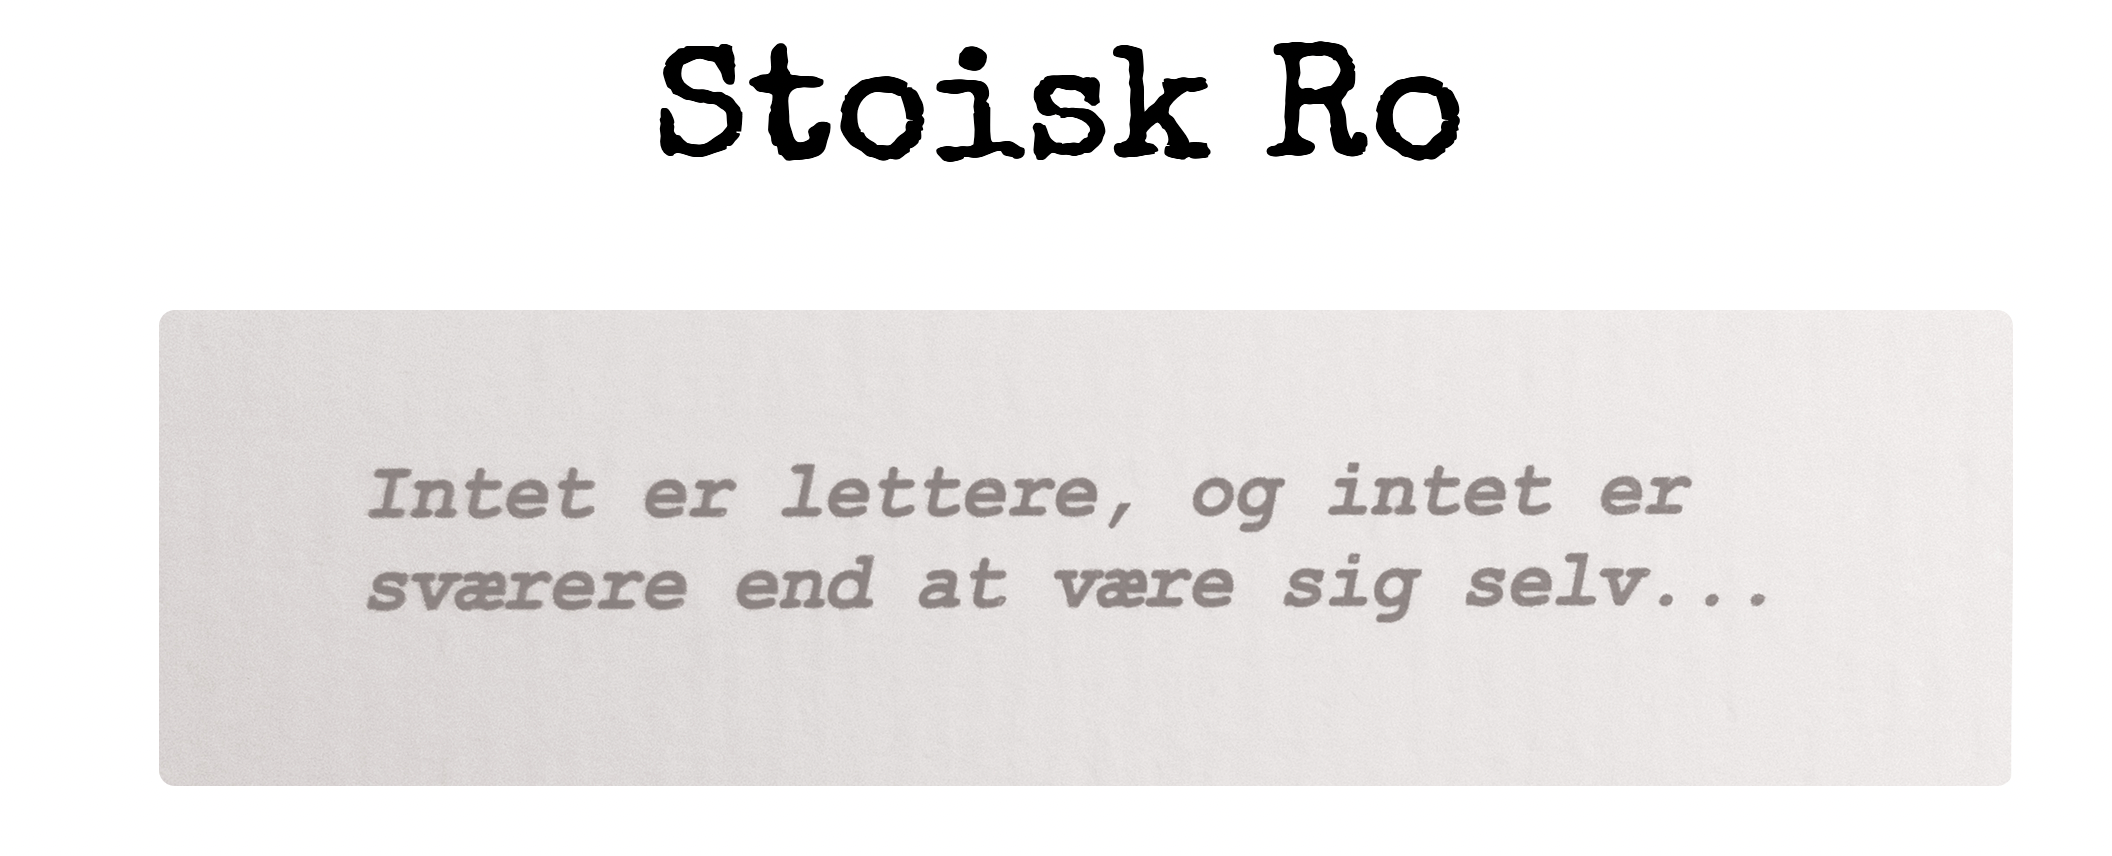 Stoisk Ro
Intet er lettere, og intet er
sværere end at være sig selv...